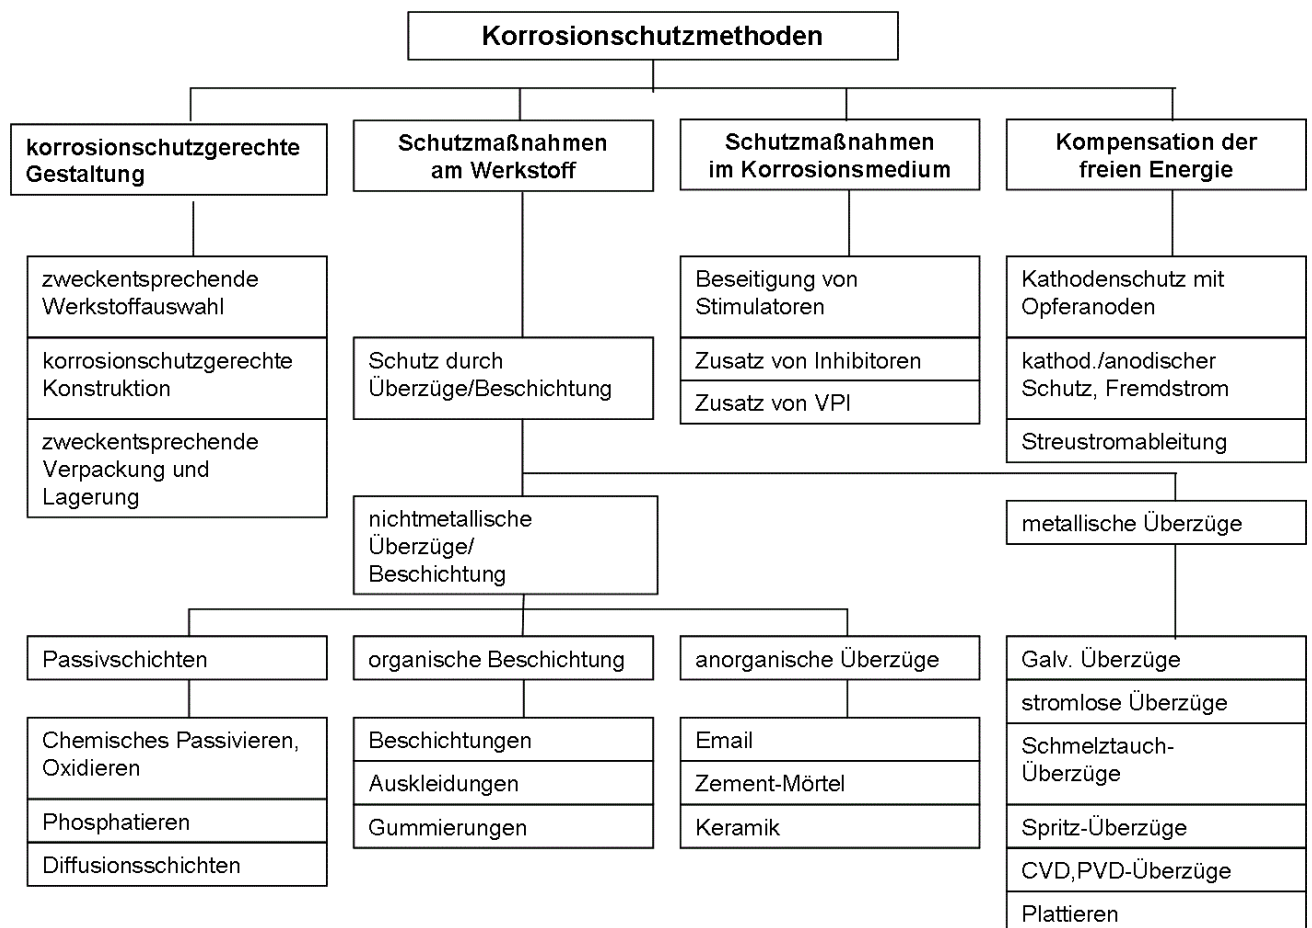 Korrosionschutzmethoden
korrosionschutzgerechte
Gestaltung
Schutzmaßnahmen
am Werkstoff
Schutzmaßnahmen
im Korrosionsmedium
Kompensation der
freien Energie
zweckentsprechende
Werkstoffauswahl
korrosionschutzgerechte
Konstruktion
zweckentsprechende
Verpackung und
Lagerung
Schutz durch
Überzüge/Beschichtung
Beseitigung von
Stimulatoren
Zusatz von Inhibitoren
Zusatz von VPI
Kathodenschutz mit
Opferanoden
kathod./anodischer
Schutz, Fremdstrom
Streustromableitung
nichtmetallische
Überzüge/
Beschichtung
metallische Überzüge
Passivschichten
Chemisches Passivieren,
Oxidieren
Phosphatieren
Diffusionsschichten
organische Beschichtung
Beschichtungen
Auskleidungen
Gummierungen
anorganische Überzüge
Email
Zement-Mörtel
Keramik
Galv. Überzüge
stromlose Überzüge
Schmelztauch-
Überzüge
Spritz-Überzüge
CVD,PVD-Überzüge
Plattieren